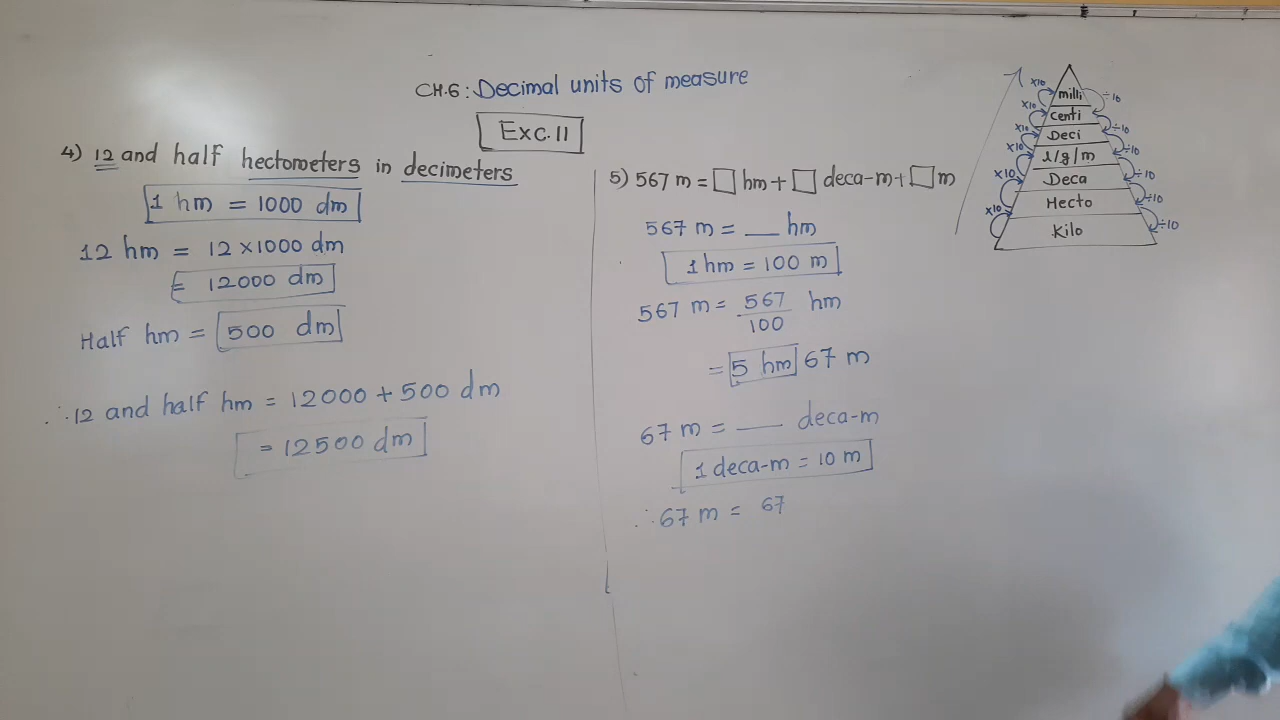 CH.6: Decimal units of measure
Exc.11
4) 12 and half hectometers in decimeters
1 hm = 1000 dm
12 hm = 12 ×1000 dm
= 12000 dm
Half hm = 500 dm
∴ 12 and half hm = 12000 + 500 dm
= 12500 dm
5) 567 m = □ hm + □ deca-m + □ m
567 m = __ hm
1 hm = 100 m
567 m = 567/100 hm
= 5 hm 67 m
67 m = __ deca-m
1 deca-m = 10 m
∴ 67 m = 67
×10 milli ÷10
×10 centi ÷10
×10 Deci ÷10
×10 l/g/m ÷10
×10 Deca ÷10
×10 Hecto ÷10
Kilo